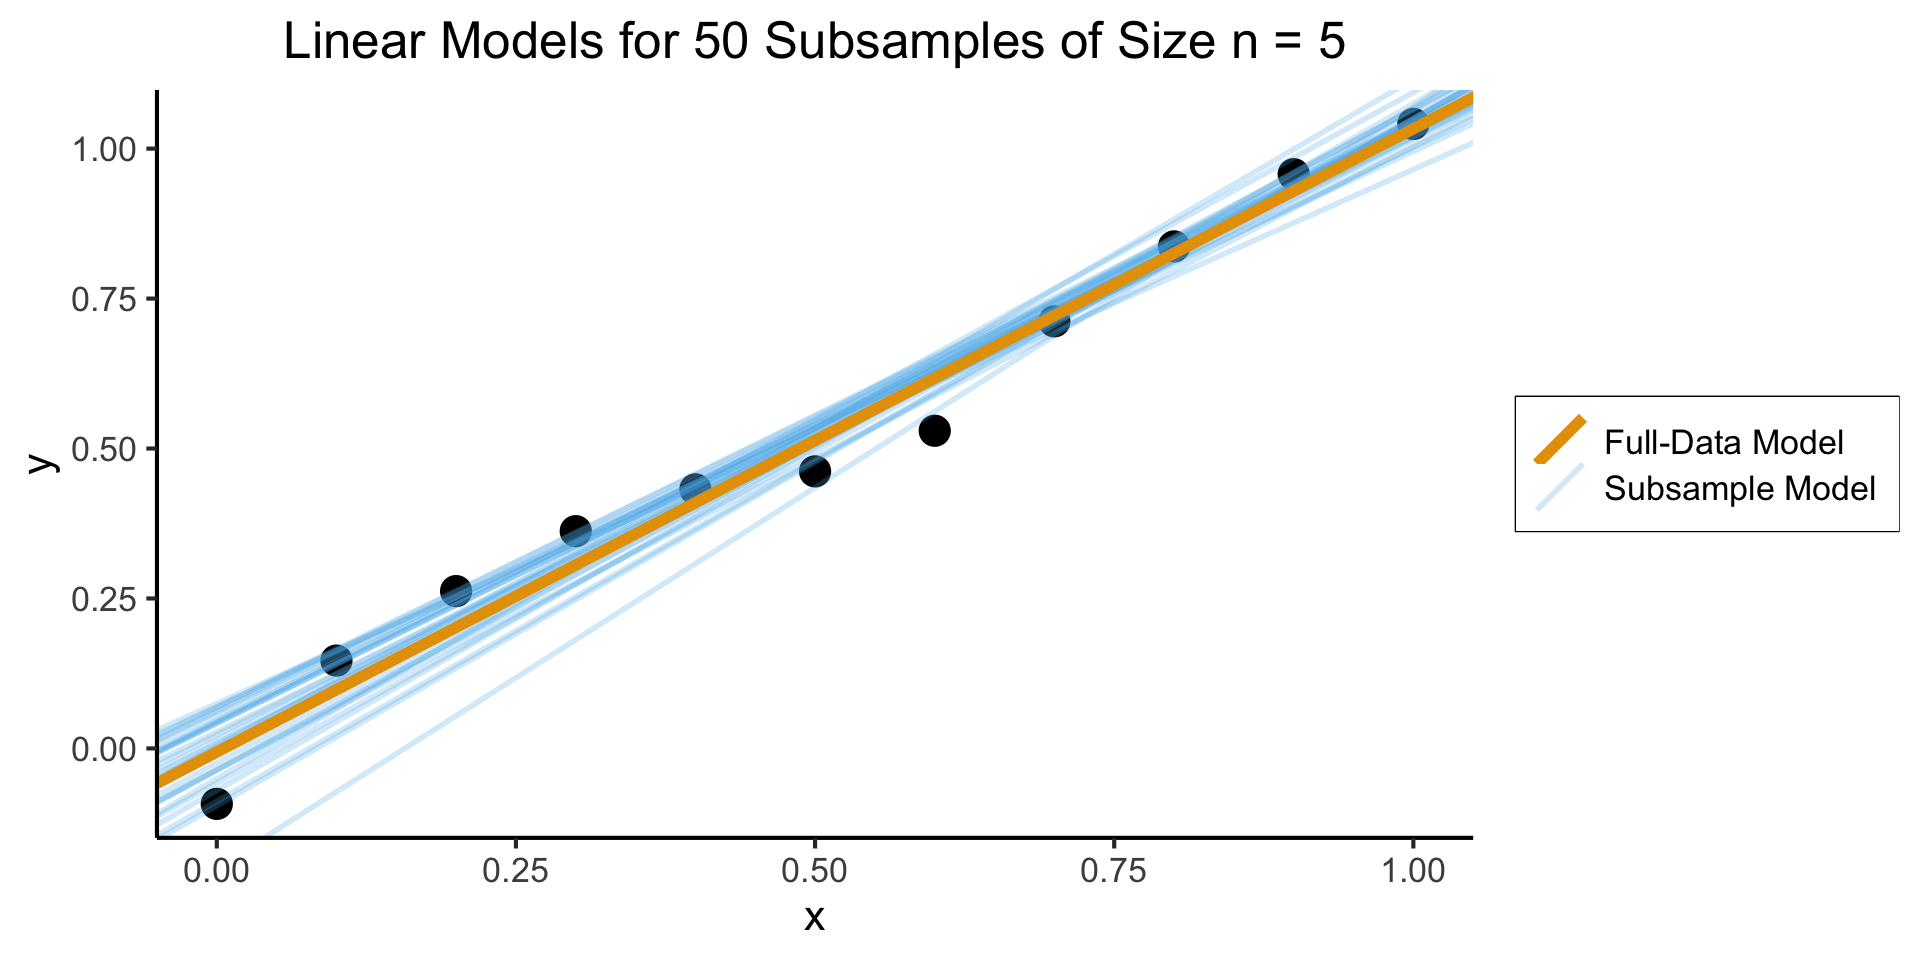 Linear Models for 50 Subsamples of Size n = 5
1.00
0.75
0.50
0.25
0.00
y
0.00 0.25 0.50 0.75 1.00
x
Full-Data Model
Subsample Model